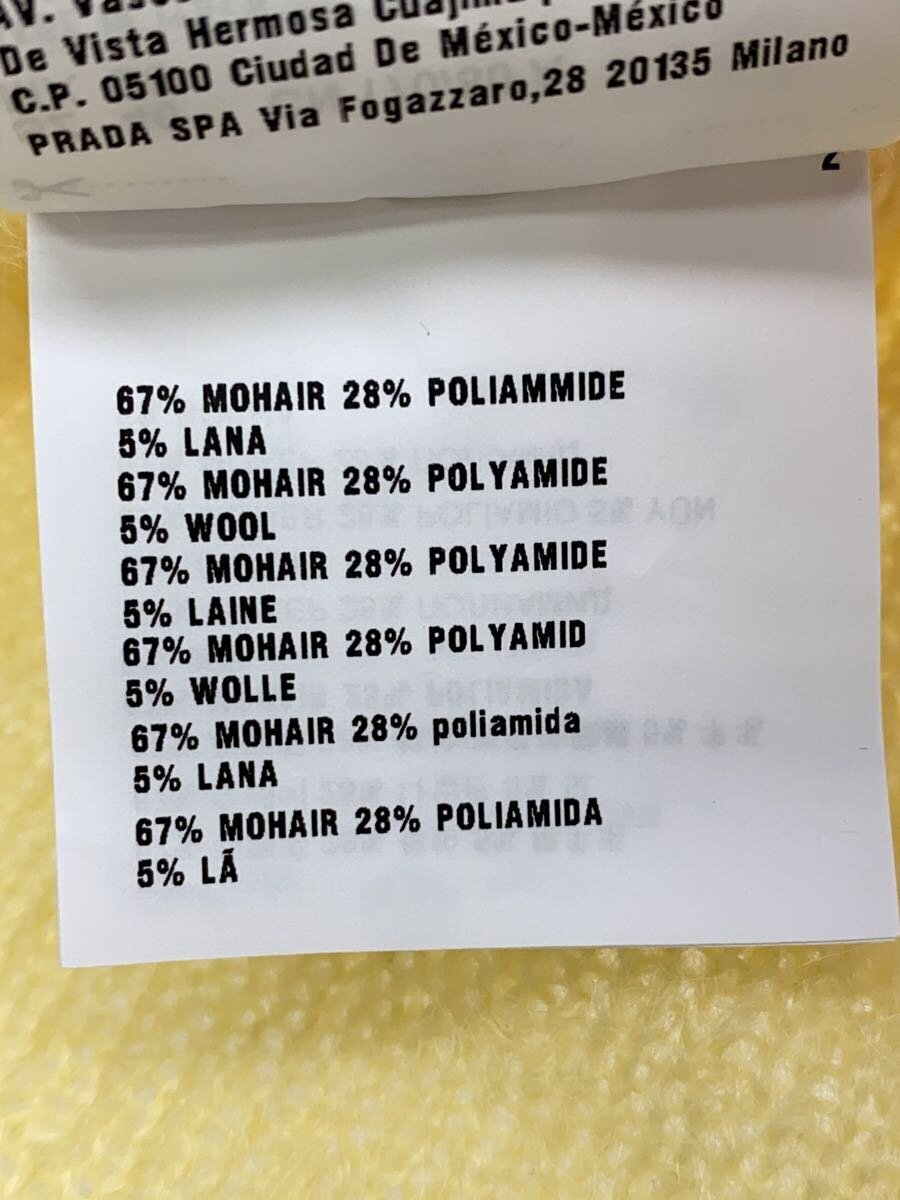 AV.
De Vista Hermosa
C.P. 05100 Ciudad De México-México
PRADA SPA Via Fogazzaro,28 20135 Milano
2
67% MOHAIR 28% POLIAMMIDE
5% LANA
67% MOHAIR 28% POLYAMIDE
5% WOOL
67% MOHAIR 28% POLYAMIDE
5% LAINE
67% MOHAIR 28% POLYAMID
5% WOLLE
67% MOHAIR 28% poliamida
5% LANA
67% MOHAIR 28% POLIAMIDA
5% LÃ